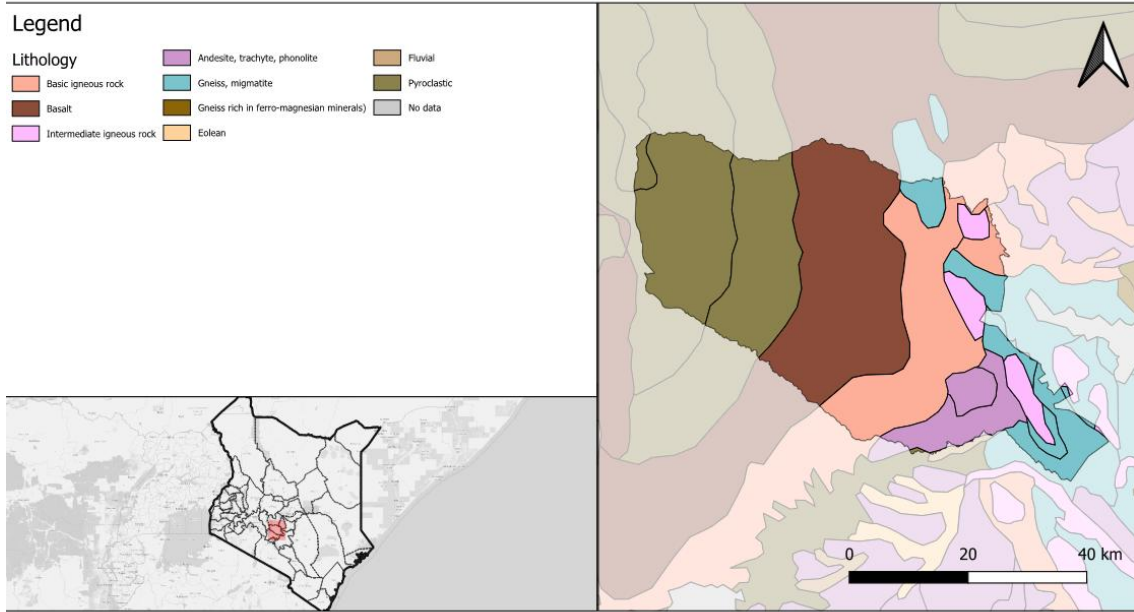 Legend
Lithology
Basic igneous rock
Basalt
Intermediate igneous rock
Andesite, trachyte, phonolite
Gneiss, migmatite
Gneiss rich in ferro-magnesian minerals)
Eolean
Fluvial
Pyroclastic
No data
0 20 40 km